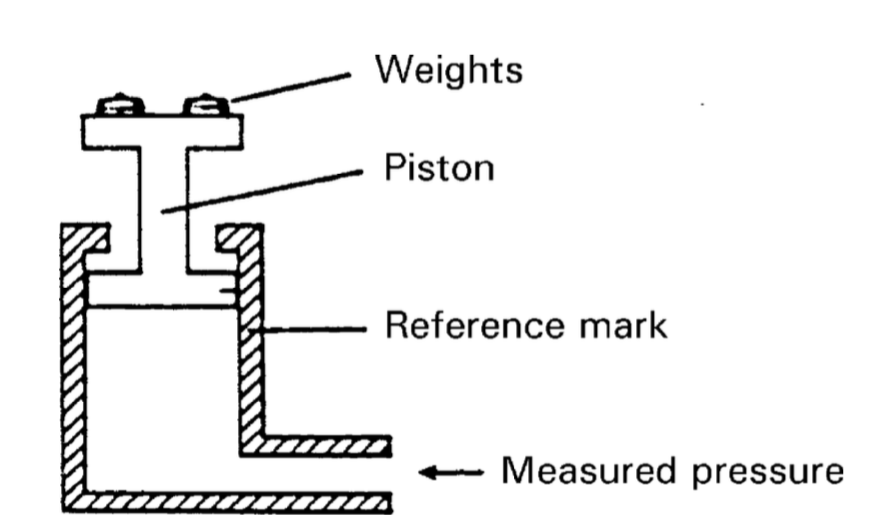 Weights
Piston
Reference mark
Measured pressure